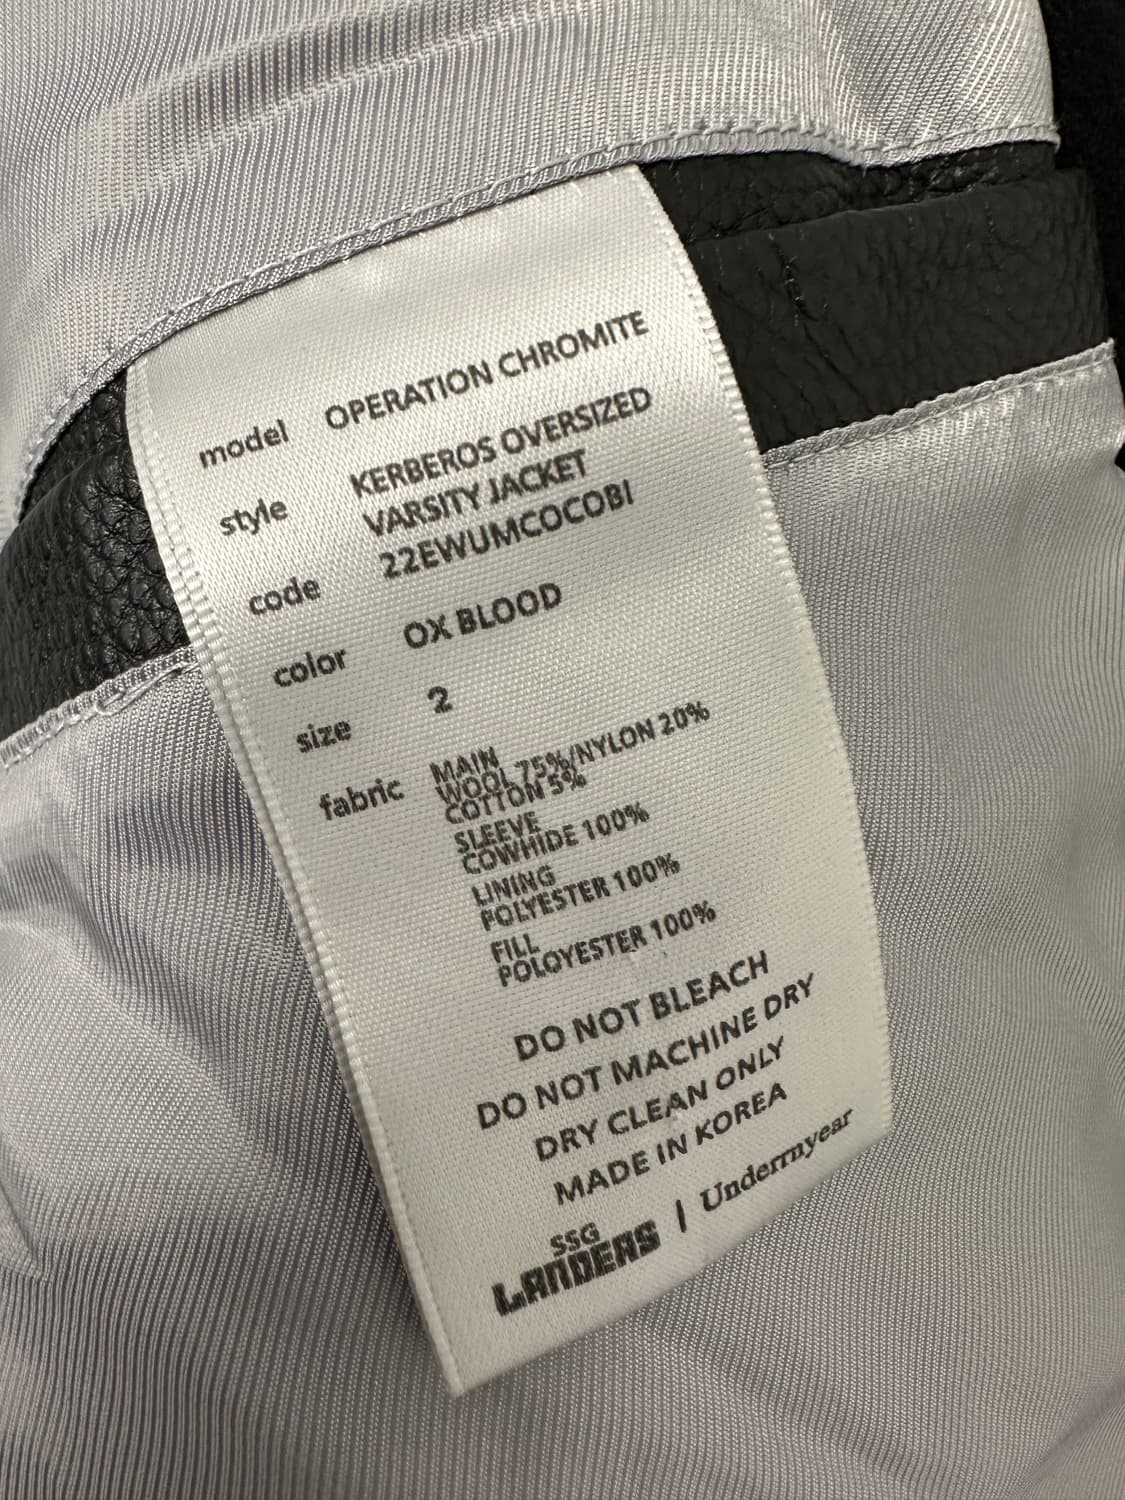 model OPERATION CHROMITE
style KERBEROS OVERSIZED
VARSITY JACKET
code 22EWUMCOCOBI
color OX BLOOD
size 2
fabric MAIN
WOOL 75%/NYLON 20%
COTTON 5%
SLEEVE
COWHIDE 100%
LINING
POLYESTER 100%
FILL
POLOYESTER 100%
DO NOT BLEACH
DO NOT MACHINE DRY
DRY CLEAN ONLY
MADE IN KOREA
SSG
LANDERS | Underrnyear